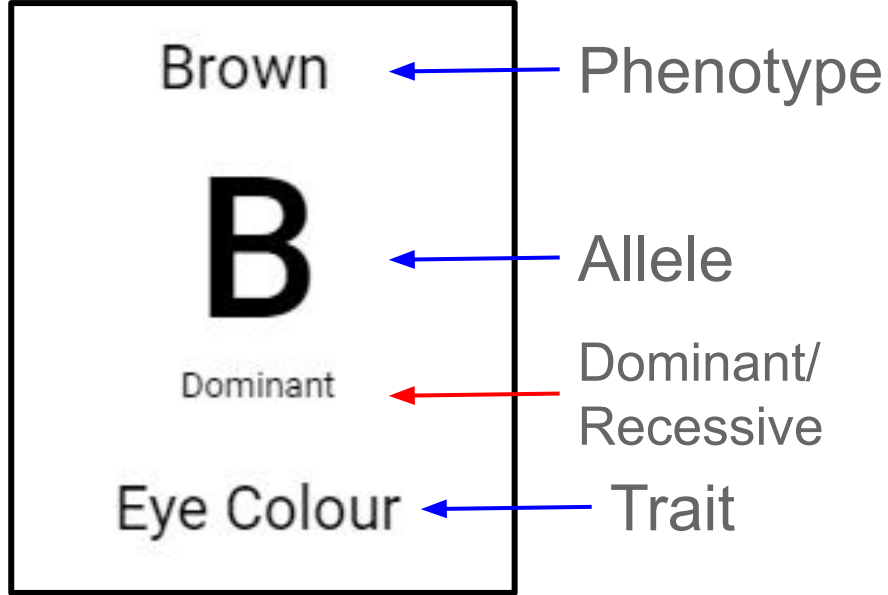 Brown
Phenotype
B
Allele
Dominant
Dominant/
Recessive
Eye Colour
Trait